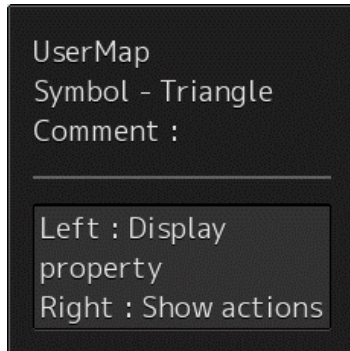 UserMap
Symbol - Triangle
Comment :
Left : Display
property
Right : Show actions